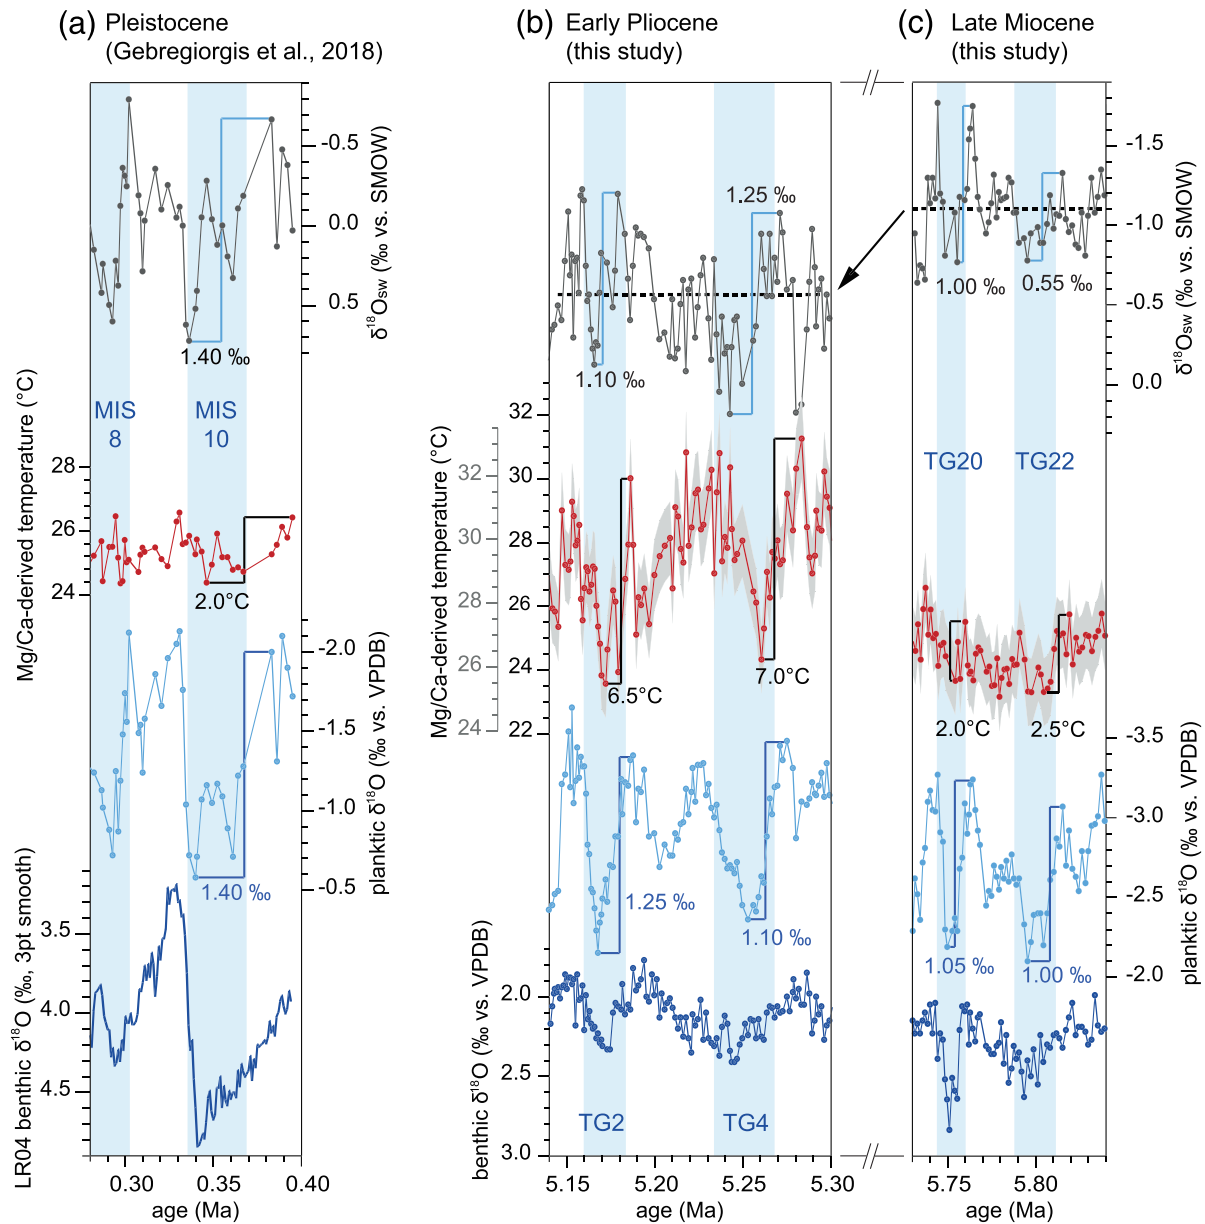 (a) Pleistocene
(Gebregiorgis et al., 2018)
(b) Early Pliocene
(this study)
(c) Late Miocene
(this study)
-0.5
0.0
0.5
δ¹⁸Osw (‰ vs. SMOW)
1.40 ‰
MIS
8
MIS
10
Mg/Ca-derived temperature (°C)
28
26
24
2.0°C
-2.0
-1.5
-1.0
-0.5
planktic δ¹⁸O (‰ vs. VPDB)
1.40 ‰
LR04 benthic δ¹⁸O (‰, 3pt smooth)
3.5
4.0
4.5
0.30
0.35
0.40
age (Ma)
1.25 ‰
1.10 ‰
Mg/Ca-derived temperature (°C)
32
30
28
26
24
32
30
28
26
24
22
6.5°C
7.0°C
1.25 ‰
1.10 ‰
benthic δ¹⁸O (‰ vs. VPDB)
2.0
2.5
3.0
TG2
TG4
5.15
5.20
5.26
5.30
age (Ma)
-1.5
-1.0
-0.5
0.0
δ¹⁸Osw (‰ vs. SMOW)
1.00 ‰
0.55 ‰
TG20
TG22
2.0°C
2.5°C
-3.5
-3.0
-2.5
-2.0
planktic δ¹⁸O (‰ vs. VPDB)
1.05 ‰
1.00 ‰
5.75
5.80
age (Ma)